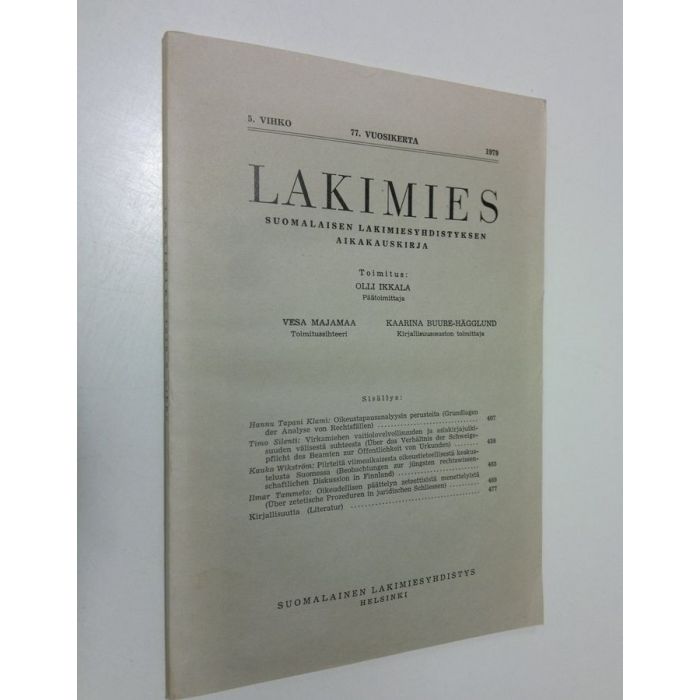 5. VIHKO
77. VUOSIKERTA
1979
LAKIMIES
SUOMALAISEN LAKIMIESYHDISTYKSEN
AIKAKAUSKIRJA
Toimitus:
OLLI IKKALA
Päätoimittaja
VESA MAJAMAA KAARINA BUURE-HÄGGLUND
Toimitussihteeri Kirjallisuusosaston toimittaja
Sisällys:
Hannu Tapani Klami: Oikeustapausanalyysin perusteita (Grundlagen
der Analyse von Rechtsfällen)
Timo Silenti: Virkamiehen vaitiolovelvollisuuden ja asiakirjajulki-
suuden välisestä suhteesta (Über das Verhältnis der Schweige-
pflicht des Beamten zur Öffentlichkeit von Urkunden)
Kauko Wikström: Piirteitä viimeaikaisesta oikeustieteellisestä keskus-
telusta Suomessa (Beobachtungen zur jüngsten rechtswissen-
schaftlichen Diskussion in Finnland)
Ilmar Tammelo: Oikeudellisen päättelyn zeteettisistä menettelyistä
(Über zetetische Prozeduren in juridischen Schliessen)
Kirjallisuutta (Literatur) 477
SUOMALAINEN LAKIMIESYHDISTYS
HELSINKI